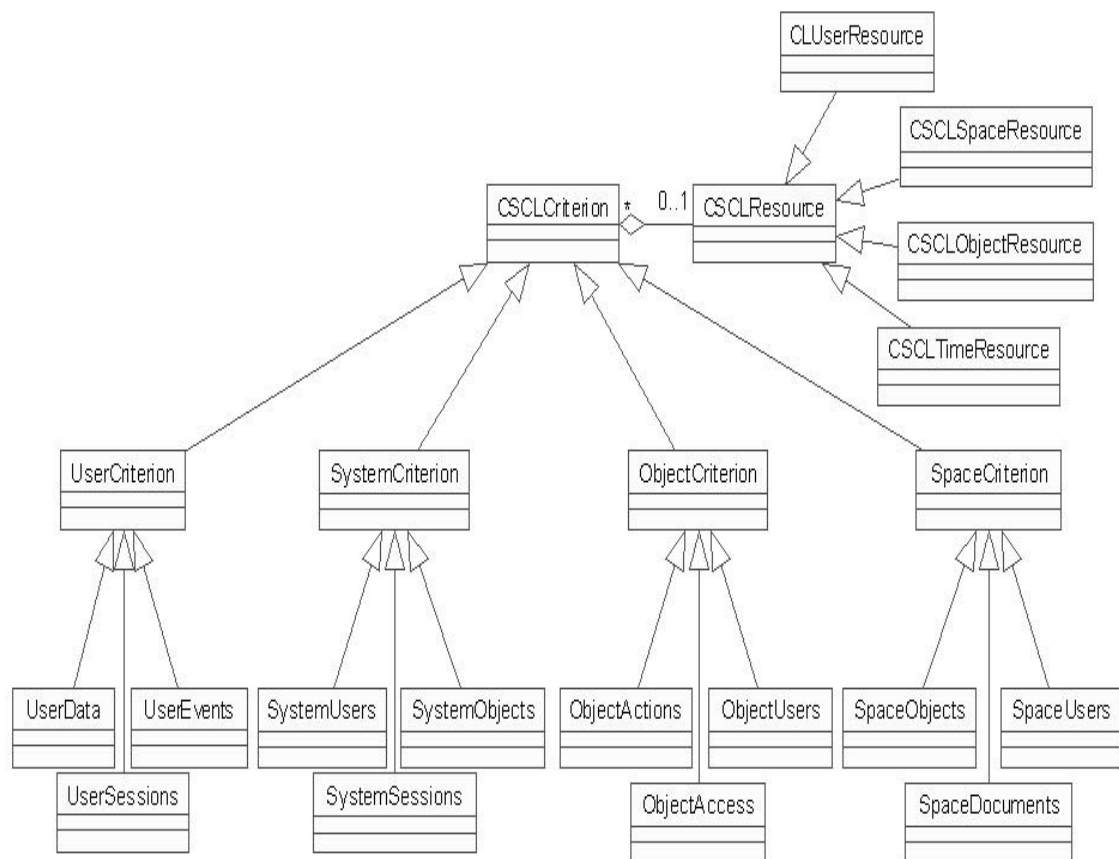 CLUserResource
CSCLSpaceResource
CSCLCriterion
*
0..1
CSCLResource
CSCLObjectResource
CSCLTimeResource
UserCriterion
SystemCriterion
ObjectCriterion
SpaceCriterion
UserData
UserEvents
SystemUsers
SystemObjects
ObjectActions
ObjectUsers
SpaceObjects
SpaceUsers
UserSessions
SystemSessions
ObjectAccess
SpaceDocuments